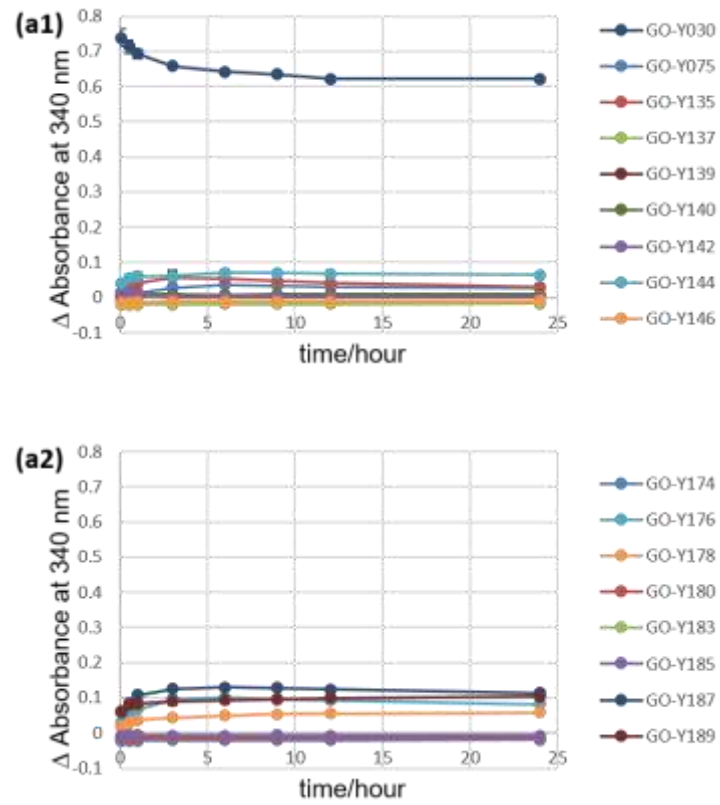 (a1)
Δ Absorbance at 340 nm
0.8
0.7
0.6
0.5
0.4
0.3
0.2
0.1
0
-0.1
0
5
10
15
20
25
time/hour
GO-Y030
GO-Y075
GO-Y135
GO-Y137
GO-Y139
GO-Y140
GO-Y142
GO-Y144
GO-Y146
(a2)
Δ Absorbance at 340 nm
0.8
0.7
0.6
0.5
0.4
0.3
0.2
0.1
0
-0.1
0
5
10
15
20
25
time/hour
GO-Y174
GO-Y176
GO-Y178
GO-Y180
GO-Y183
GO-Y185
GO-Y187
GO-Y189